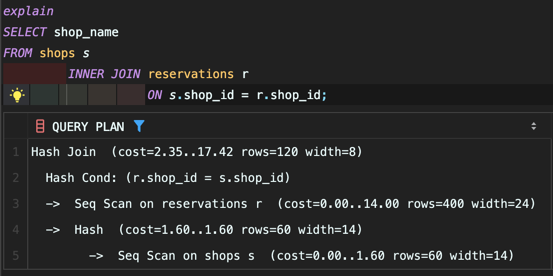 explain
SELECT shop_name
FROM shops s
INNER JOIN reservations r
ON s.shop_id = r.shop_id;
QUERY PLAN
1 Hash Join  (cost=2.35..17.42 rows=120 width=8)
2 Hash Cond: (r.shop_id = s.shop_id)
3 ->  Seq Scan on reservations r  (cost=0.00..14.00 rows=400 width=24)
4 ->  Hash  (cost=1.60..1.60 rows=60 width=14)
5 ->  Seq Scan on shops s  (cost=0.00..1.60 rows=60 width=14)